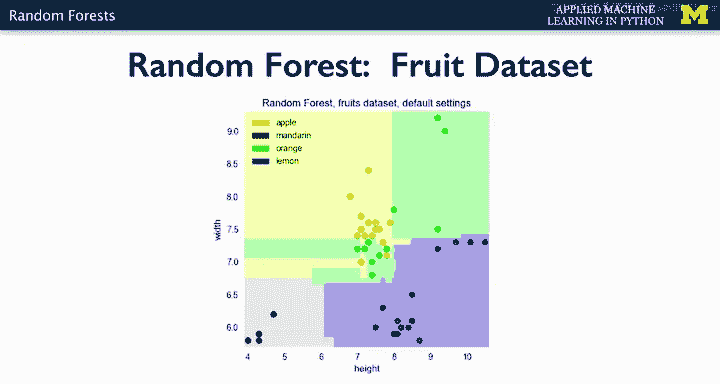 Random Forests
APPLIED MACHINE
LEARNING IN PYTHON
M
Random Forest: Fruit Dataset
Random Forest, fruits dataset, default settings
apple
mandarin
orange
lemon
9.0
8.5
8.0
7.5
7.0
6.5
6.0
width
4 5 6 7 8 9 10
height